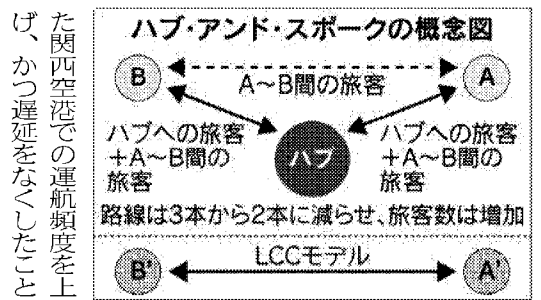 た関西空港での運航頻度を上
げ、かつ遅延をなくしたこと
ハブ・アンド・スポークの概念図
B
A
A～B間の旅客
ハブへの旅客
+A～B間の
旅客
ハブ
ハブへの旅客
+A～B間の
旅客
路線は3本から2本に減らせ、旅客数は増加
LCCモデル
B'
A'